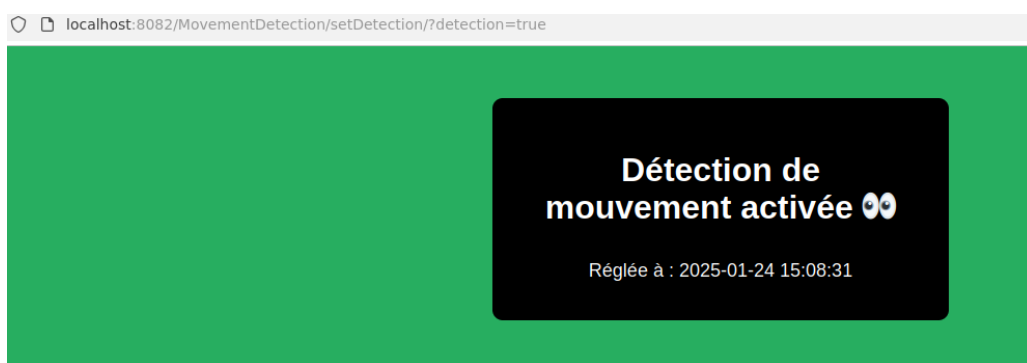 localhost:8082/MovementDetection/setDetection/?detection=true
Détection de
mouvement activée 👀
Réglée à : 2025-01-24 15:08:31